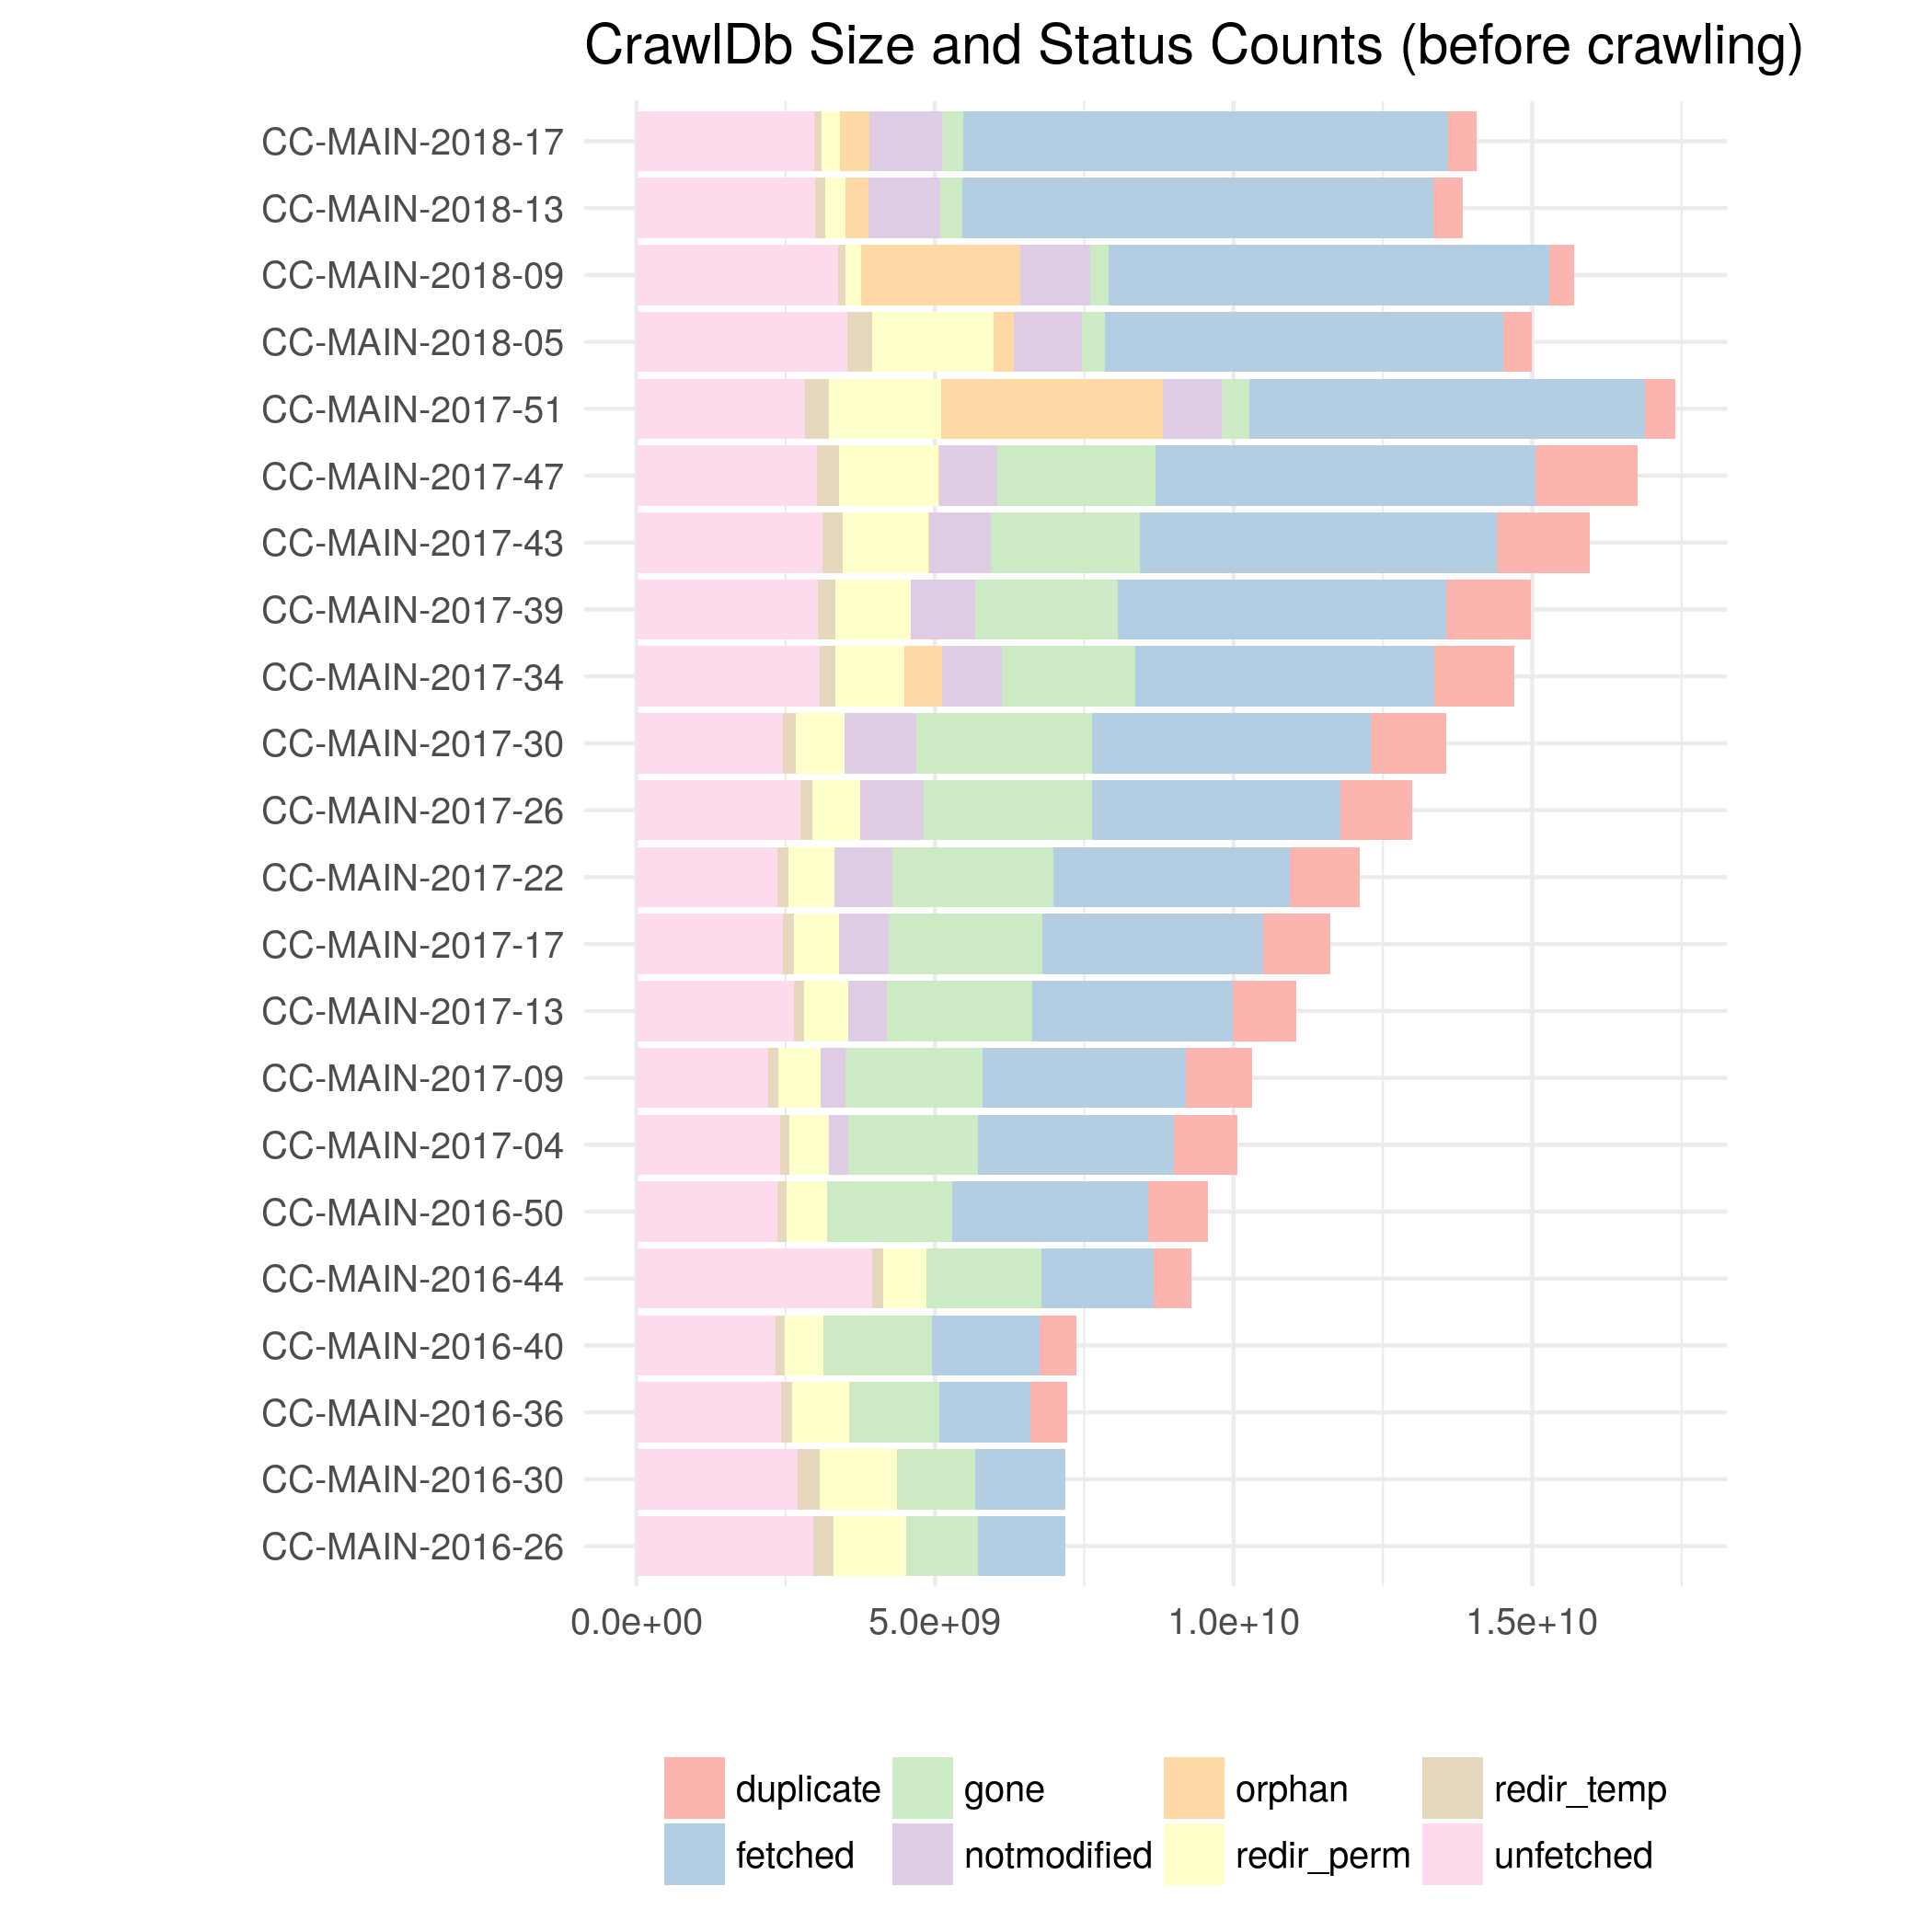 CrawlDb Size and Status Counts (before crawling)
CC-MAIN-2018-17
CC-MAIN-2018-13
CC-MAIN-2018-09
CC-MAIN-2018-05
CC-MAIN-2017-51
CC-MAIN-2017-47
CC-MAIN-2017-43
CC-MAIN-2017-39
CC-MAIN-2017-34
CC-MAIN-2017-30
CC-MAIN-2017-26
CC-MAIN-2017-22
CC-MAIN-2017-17
CC-MAIN-2017-13
CC-MAIN-2017-09
CC-MAIN-2017-04
CC-MAIN-2016-50
CC-MAIN-2016-44
CC-MAIN-2016-40
CC-MAIN-2016-36
CC-MAIN-2016-30
CC-MAIN-2016-26
0.0e+00 5.0e+09 1.0e+10 1.5e+10
duplicate gone orphan redir_temp
fetched notmodified redir_perm unfetched